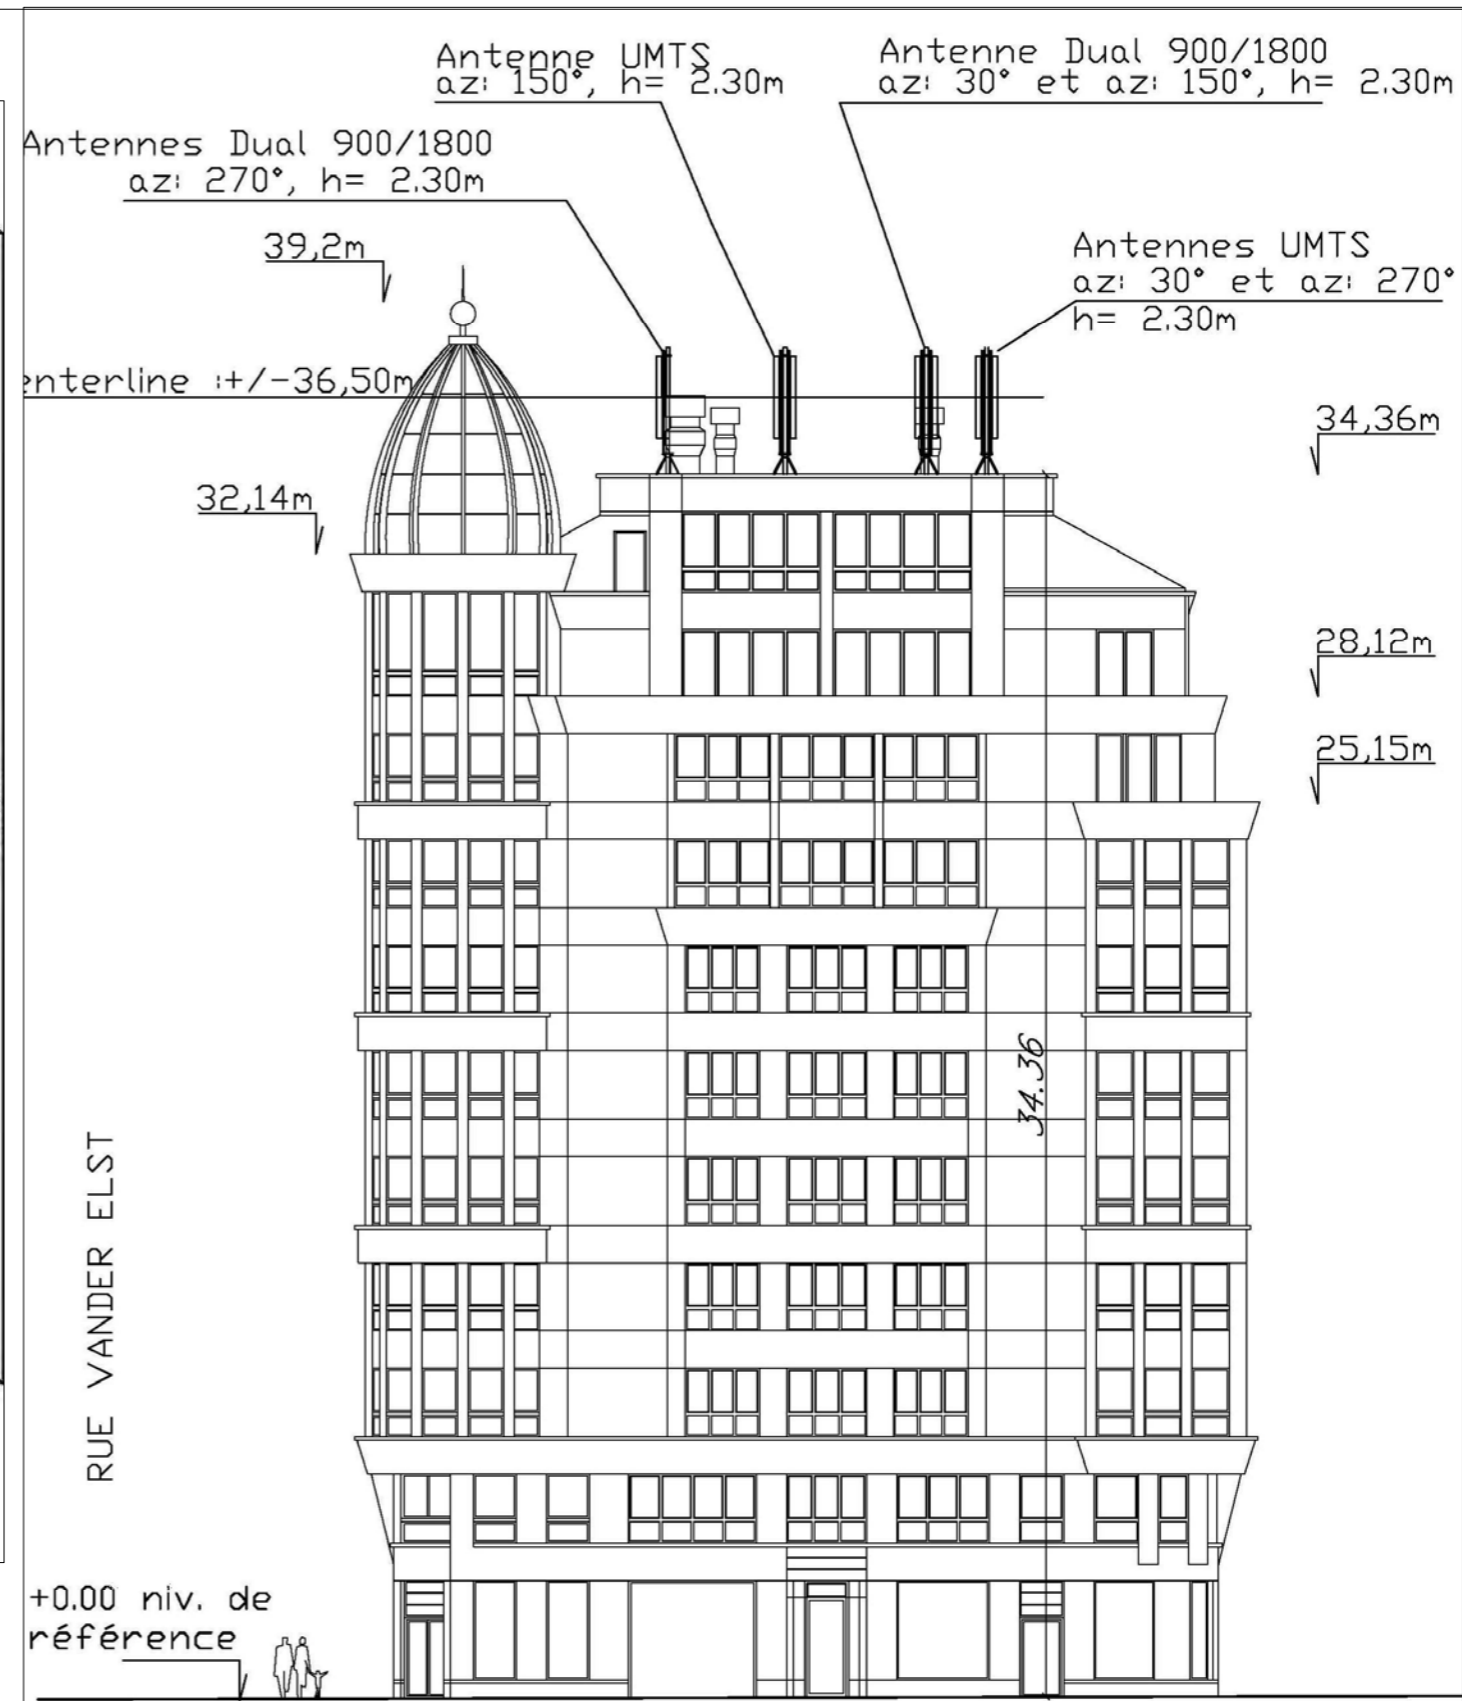 Antenne UMTS
az: 150°, h= 2.30m
Antenne Dual 900/1800
az: 30° et az: 150°, h= 2.30m
Antennes Dual 900/1800
az: 270°, h= 2.30m
39,2m
Antennes UMTS
az: 30° et az: 270°
h= 2.30m
enterline :+/-36,50m
34,36m
32,14m
28,12m
25,15m
34.36
RUE VANDER ELST
+0.00 niv. de
référence